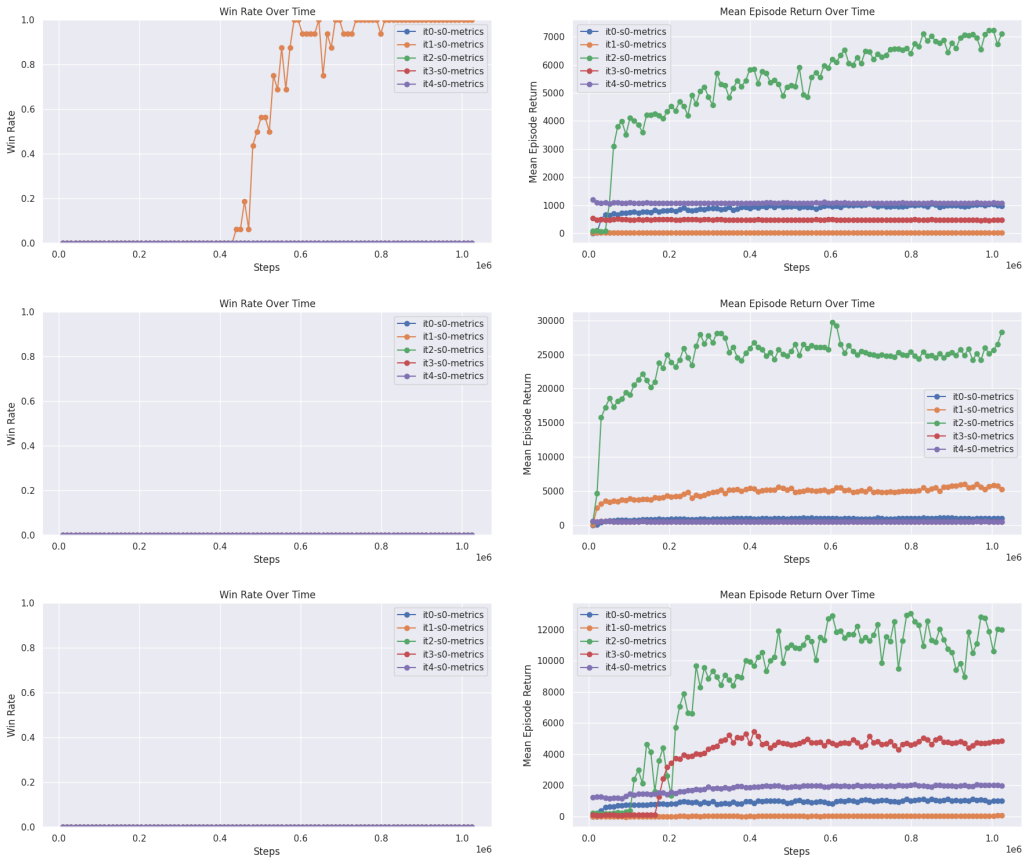 Win Rate Over Time
Win Rate
1.0
0.8
0.6
0.4
0.2
0.0
0.0 0.2 0.4 0.6 0.8 1.0
1e6
Steps
it0-s0-metrics
it1-s0-metrics
it2-s0-metrics
it3-s0-metrics
it4-s0-metrics
Mean Episode Return Over Time
Mean Episode Return
7000
6000
5000
4000
3000
2000
1000
0
0.0 0.2 0.4 0.6 0.8 1.0
1e6
Steps
it0-s0-metrics
it1-s0-metrics
it2-s0-metrics
it3-s0-metrics
it4-s0-metrics
Win Rate Over Time
Win Rate
1.0
0.8
0.6
0.4
0.2
0.0
0.0 0.2 0.4 0.6 0.8 1.0
1e6
Steps
it0-s0-metrics
it1-s0-metrics
it2-s0-metrics
it3-s0-metrics
it4-s0-metrics
Mean Episode Return Over Time
Mean Episode Return
30000
25000
20000
15000
10000
5000
0
0.0 0.2 0.4 0.6 0.8 1.0
1e6
Steps
it0-s0-metrics
it1-s0-metrics
it2-s0-metrics
it3-s0-metrics
it4-s0-metrics
Win Rate Over Time
Win Rate
1.0
0.8
0.6
0.4
0.2
0.0
0.0 0.2 0.4 0.6 0.8 1.0
1e6
Steps
it0-s0-metrics
it1-s0-metrics
it2-s0-metrics
it3-s0-metrics
it4-s0-metrics
Mean Episode Return Over Time
Mean Episode Return
12000
10000
8000
6000
4000
2000
0
0.0 0.2 0.4 0.6 0.8 1.0
1e6
Steps
it0-s0-metrics
it1-s0-metrics
it2-s0-metrics
it3-s0-metrics
it4-s0-metrics